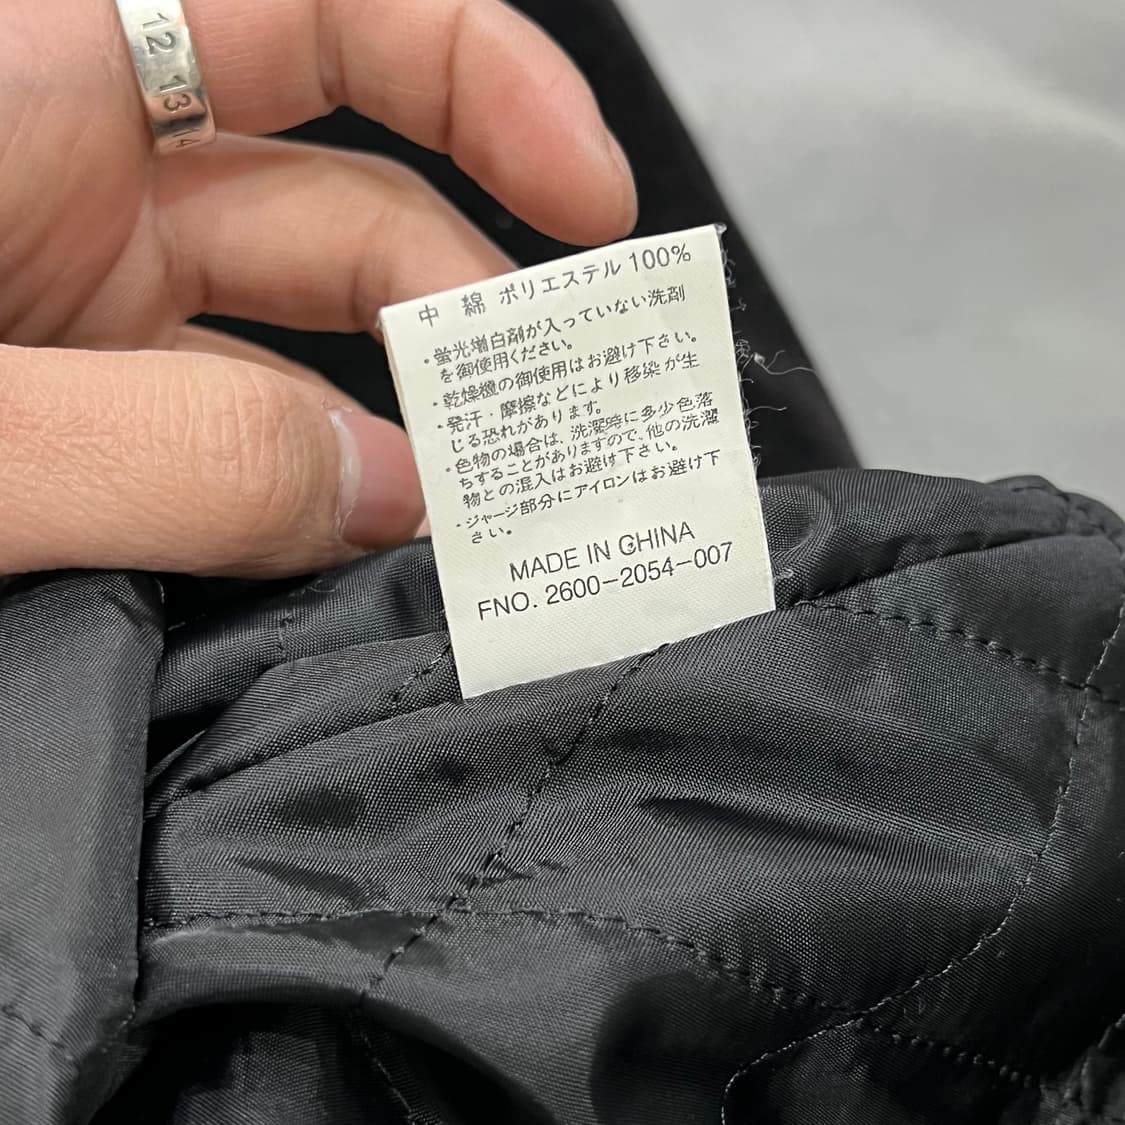 12 13 14
中 綿 ポリエステル 100%
・蛍光増白剤が入っていない洗剤
を御使用ください。
・乾燥機の御使用はお避け下さい。
・発汗・摩擦などにより移染が生
じる恐れがあります。
・色物の場合は、洗濯時に多少色落
ちすることがありますので、他の洗濯
物との混入はお避け下さい。
・ジャージ部分にアイロンはお避け下
さい。
MADE IN CHINA
FNO. 2600-2054-007